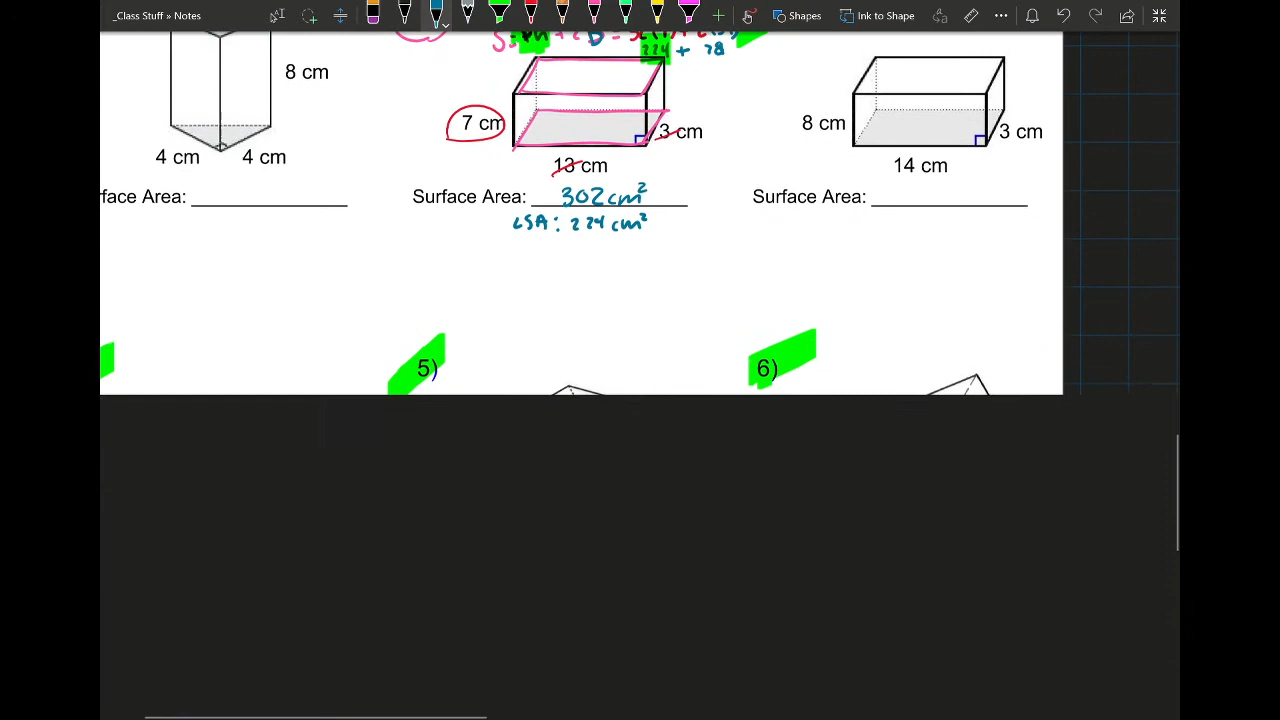 _Class Stuff » Notes
Shapes
Ink to Shape
224 + 78
8 cm
4 cm 4 cm
face Area:
7 cm
3 cm
13 cm
Surface Area: 302 cm²
LSA: 224 cm²
8 cm
3 cm
14 cm
Surface Area:
5)
6)